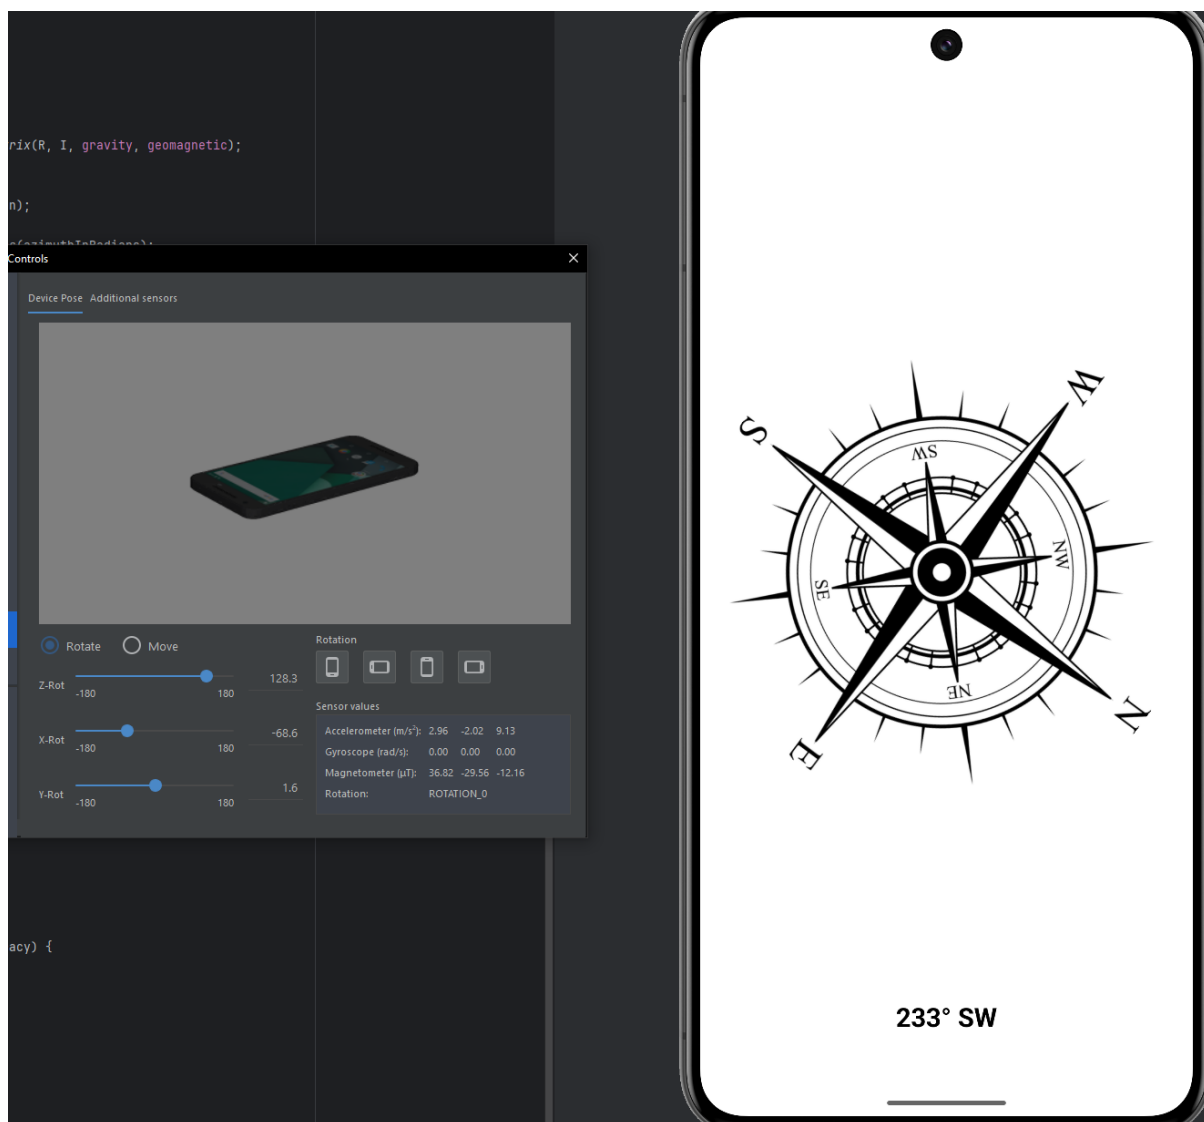 rix(R, I, gravity, geomagnetic);
n);
s(azimuthInRadians);
Controls
Device Pose Additional sensors
Rotate Move
Z-Rot -180 180 128.3
X-Rot -180 180 -68.6
Y-Rot -180 180 1.6
Rotation
Sensor values
Accelerometer (m/s²): 2.96 -2.02 9.13
Gyroscope (rad/s): 0.00 0.00 0.00
Magnetometer (μT): 36.82 -29.56 -12.16
Rotation: ROTATION_0
acy) {
W
S
SW
NW
SE
NE
N
E
233° SW